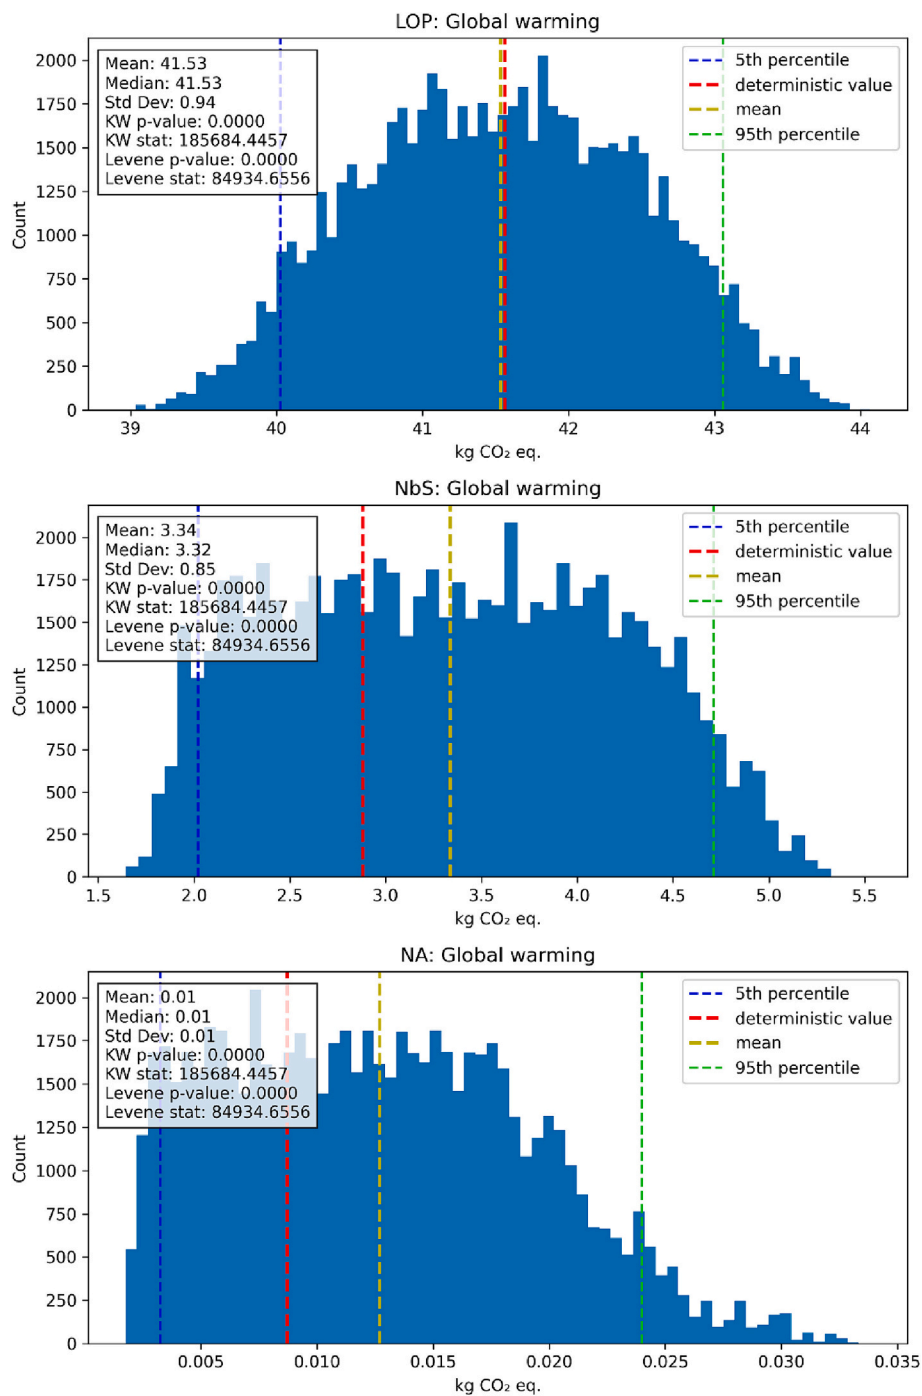 LOP: Global warming
2000
1750
1500
1250
1000
750
500
250
0
Count
Mean: 41.53
Median: 41.53
Std Dev: 0.94
KW p-value: 0.0000
KW stat: 185684.4457
Levene p-value: 0.0000
Levene stat: 84934.6556
5th percentile
deterministic value
mean
95th percentile
39 40 41 42 43 44
kg CO₂ eq.
NbS: Global warming
2000
1750
1500
1250
1000
750
500
250
0
Count
Mean: 3.34
Median: 3.32
Std Dev: 0.85
KW p-value: 0.0000
KW stat: 185684.4457
Levene p-value: 0.0000
Levene stat: 84934.6556
5th percentile
deterministic value
mean
95th percentile
1.5 2.0 2.5 3.0 3.5 4.0 4.5 5.0 5.5
kg CO₂ eq.
NA: Global warming
2000
1750
1500
1250
1000
750
500
250
0
Count
Mean: 0.01
Median: 0.01
Std Dev: 0.01
KW p-value: 0.0000
KW stat: 185684.4457
Levene p-value: 0.0000
Levene stat: 84934.6556
5th percentile
deterministic value
mean
95th percentile
0.005 0.010 0.015 0.020 0.025 0.030 0.035
kg CO₂ eq.